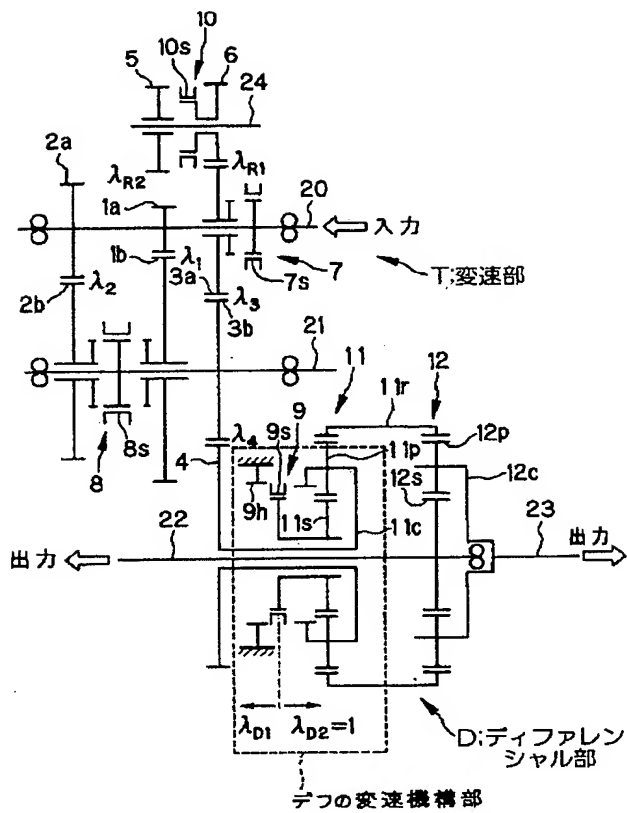 10
10s
5
6
24
2a
λR2
λR1
1a
20
入力
1b
λ1
7
7s
T;変速部
2b
λ2
3a
λ3
3b
21
11
12
11r
8
8s
λ4
9s
9
11p
12p
4
12s
12c
9h
11s
11c
22
23
出力
出力
λD1
λD2=1
D;ディファレン
シャル部
デフの変速機構部